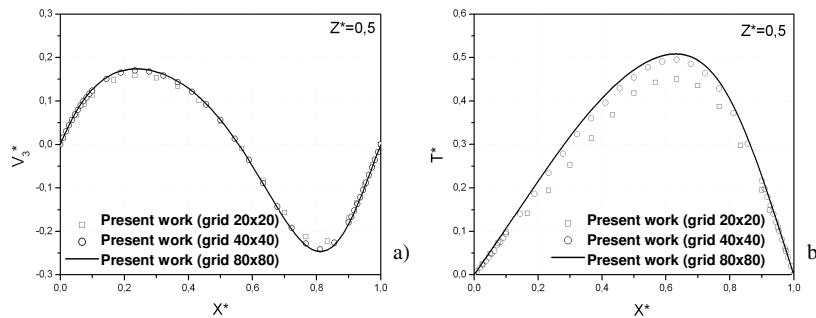 Z*=0,5
V3*
0,3
0,2
0,1
0,0
-0,1
-0,2
-0,3
Present work (grid 20x20)
Present work (grid 40x40)
Present work (grid 80x80)
0,0 0,2 0,4 0,6 0,8 1,0
X*
a)
Z*=0,5
T*
0,6
0,5
0,4
0,3
0,2
0,1
0,0
Present work (grid 20x20)
Present work (grid 40x40)
Present work (grid 80x80)
0,0 0,2 0,4 0,6 0,8 1,0
X*
b